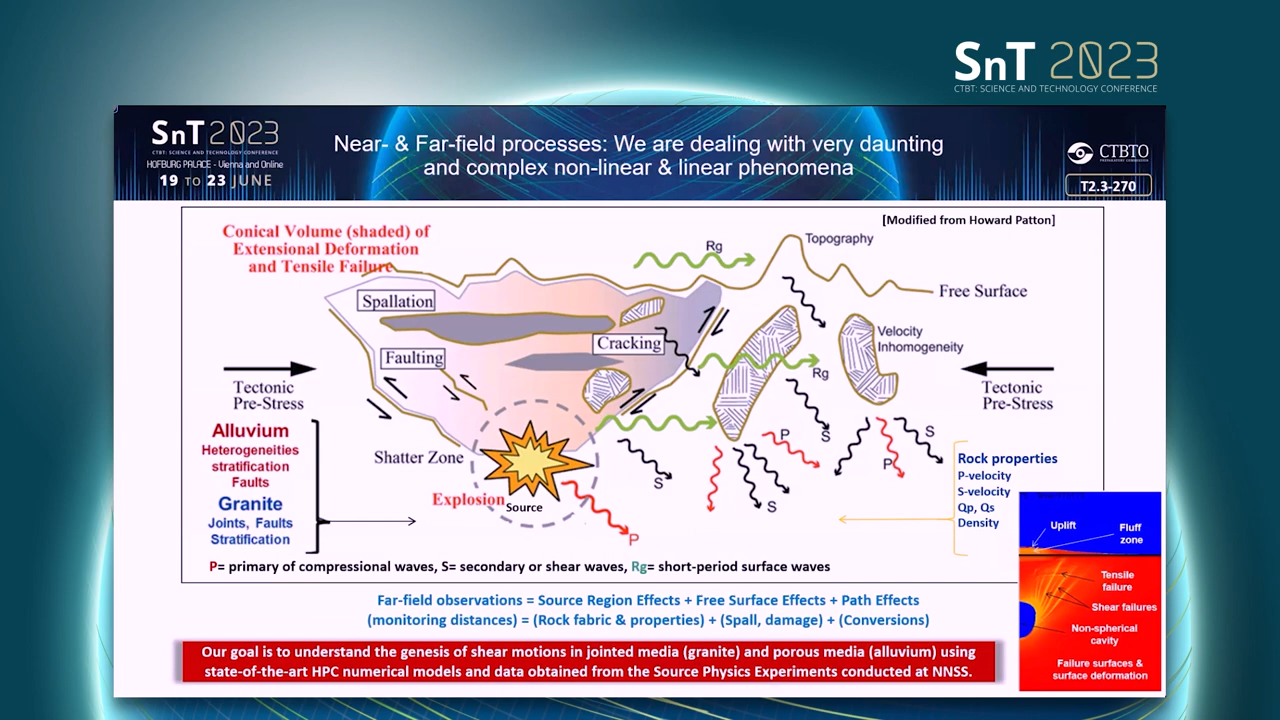 SnT 2023
CTBT: SCIENCE AND TECHNOLOGY CONFERENCE
SnT 2023
CTBT: SCIENCE AND TECHNOLOGY CONFERENCE
HOFBURG PALACE - Vienna and Online
19 TO 23 JUNE
Near- & Far-field processes: We are dealing with very daunting
and complex non-linear & linear phenomena
CTBTO
PREPARATORY COMMISSION
T2.3-270
[Modified from Howard Patton]
Conical Volume (shaded) of
Extensional Deformation
and Tensile Failure
Rg
Topography
Free Surface
Spallation
Cracking
Faulting
Velocity
Inhomogeneity
Rg
Tectonic
Pre-Stress
Tectonic
Pre-Stress
Alluvium
Heterogeneities
stratification
Faults
Granite
Joints, Faults
Stratification
Shatter Zone
Explosion
Source
P
S
P
S
S
P
S
Rock properties
P-velocity
S-velocity
Qp, Qs
Density
P= primary of compressional waves, S= secondary or shear waves, Rg= short-period surface waves
Uplift
Fluff
zone
Tensile
failure
Shear failures
Non-spherical
cavity
Failure surfaces &
surface deformation
Far-field observations = Source Region Effects + Free Surface Effects + Path Effects
(monitoring distances) = (Rock fabric & properties) + (Spall, damage) + (Conversions)
Our goal is to understand the genesis of shear motions in jointed media (granite) and porous media (alluvium) using
state-of-the-art HPC numerical models and data obtained from the Source Physics Experiments conducted at NNSS.